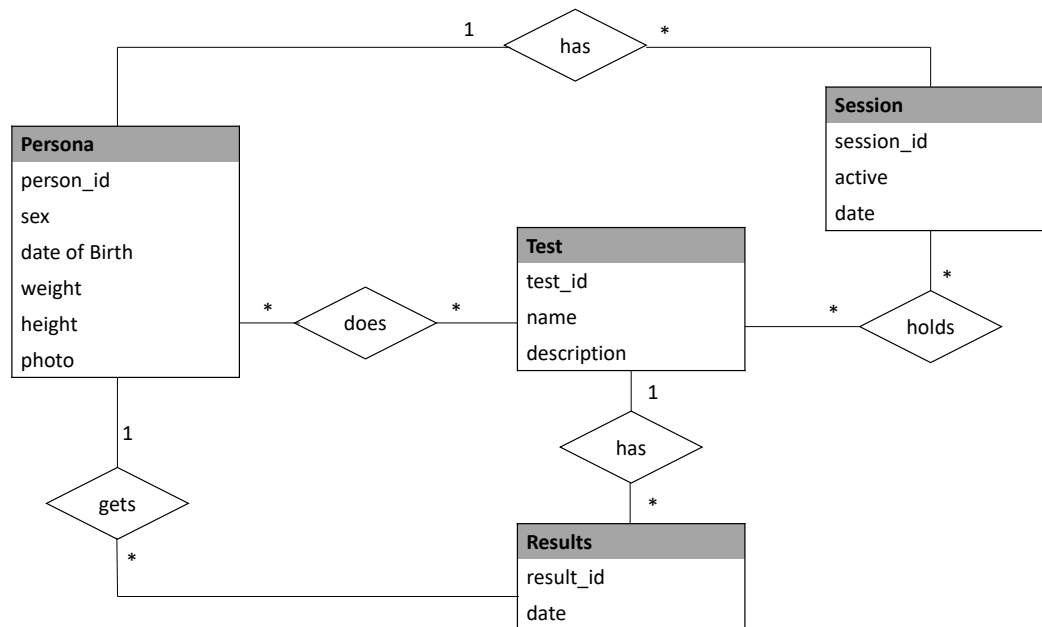 1
has
*
Session
session_id
active
date
Persona
person_id
sex
date of Birth
weight
height
photo
*
does
*
Test
test_id
name
description
*
*
holds
1
has
*
1
gets
*
Results
result_id
date